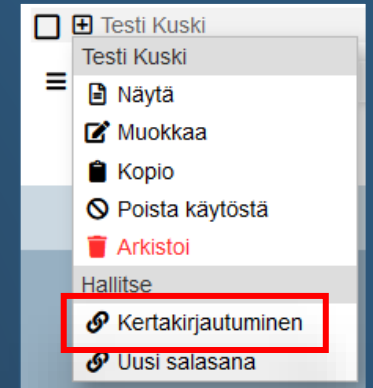 Testi Kuski
Testi Kuski
Näytä
Muokkaa
Kopio
Poista käytöstä
Arkistoi
Hallitse
Kertakirjautuminen
Uusi salasana